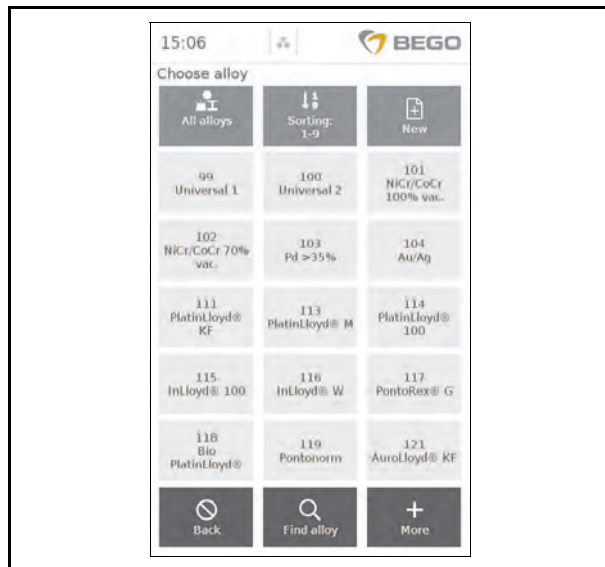 15:06
BEGO
Choose alloy
All alloys
Sorting:
1-9
New
99
Universal 1
100
Universal 2
101
NiCr/CoCr
100% vac.
102
NiCr/CoCr 70%
vac.
103
Pd >35%
104
Au/Ag
111
PlatinLloyd®
KF
113
PlatinLloyd® M
114
PlatinLloyd®
100
115
InLloyd® 100
116
InLloyd® W
117
PontoRex® G
118
Bio
PlatinLloyd®
119
Pontonorm
121
AuroLloyd® KF
Back
Find alloy
More